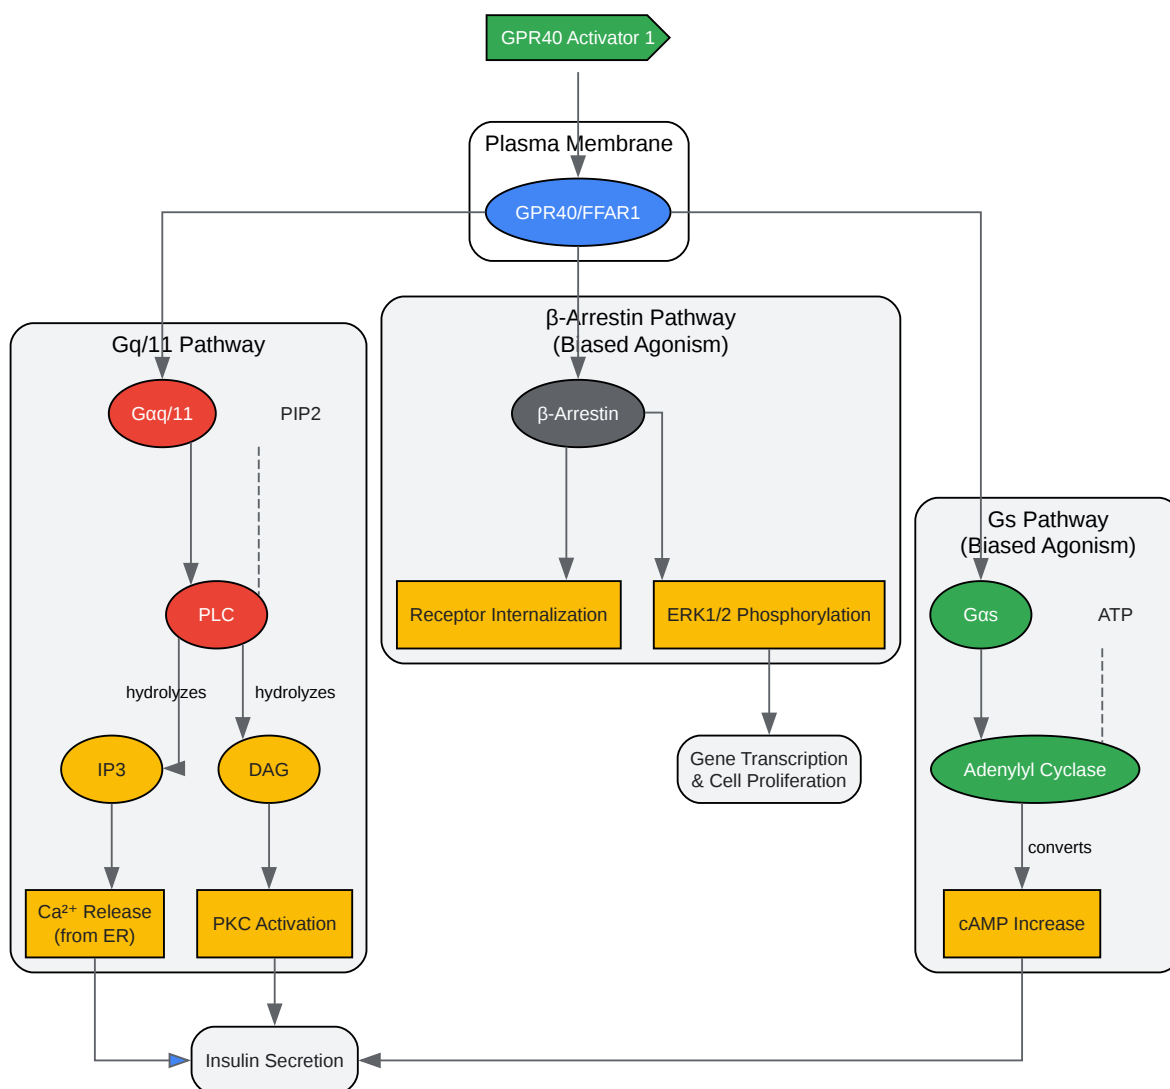 GPR40 Activator 1
Plasma Membrane
GPR40/FFAR1
β-Arrestin Pathway
(Biased Agonism)
Gq/11 Pathway
Gαq/11
PIP2
β-Arrestin
Gs Pathway
(Biased Agonism)
PLC
Receptor Internalization
ERK1/2 Phosphorylation
Gαs
ATP
hydrolyzes
hydrolyzes
IP3
DAG
Gene Transcription
& Cell Proliferation
Adenylyl Cyclase
converts
Ca²⁺ Release
(from ER)
PKC Activation
cAMP Increase
Insulin Secretion